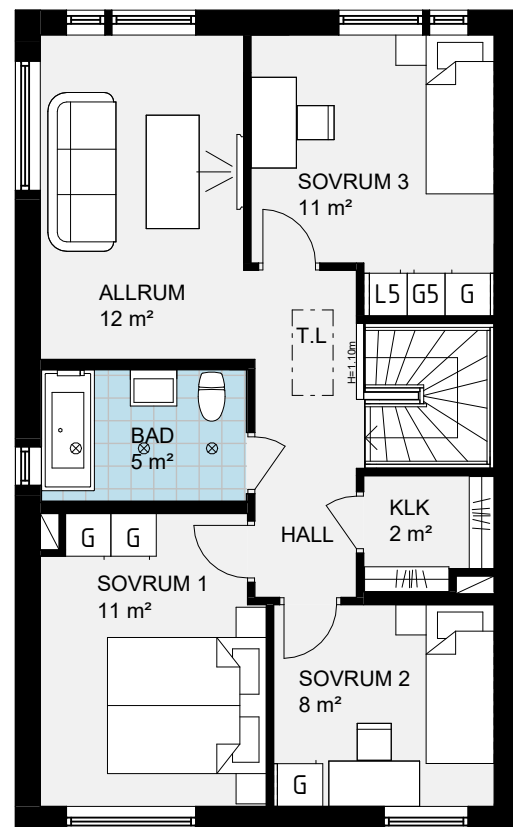 SOVRUM 3
11 m²
L5 G5 G
ALLRUM
12 m²
T.L
H=1,10m
BAD
5 m²
KLK
2 m²
HALL
G G
SOVRUM 1
11 m²
SOVRUM 2
8 m²
G